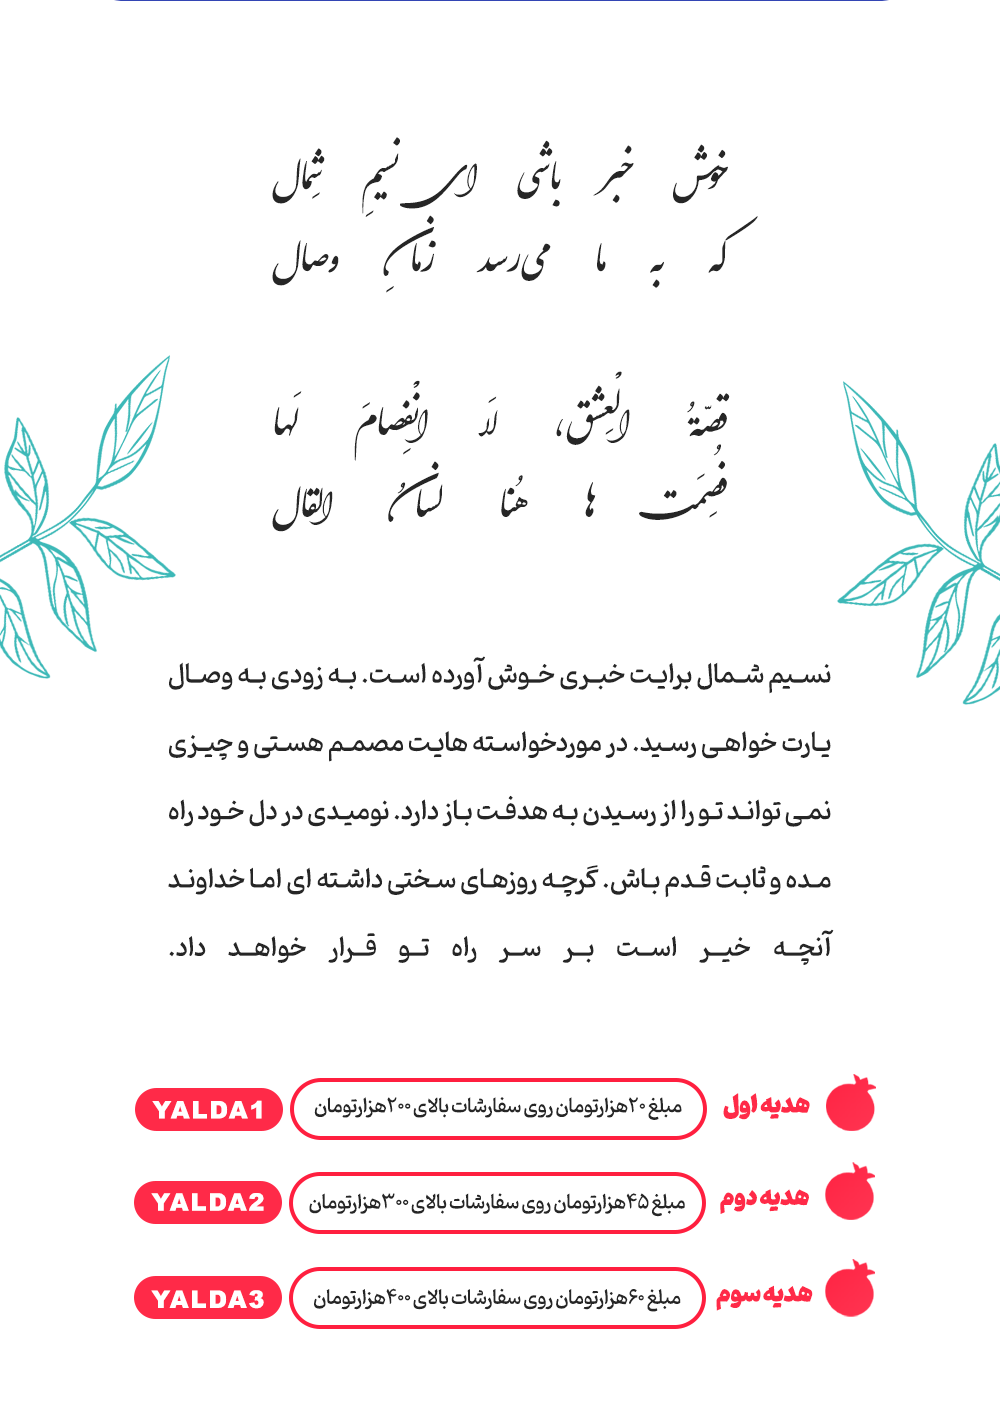 خوش خبر باشی ای نسیمِ شِمال
که به ما می‌رسد زمانِ وصال
قصّةُ الْعِشق، لَا انْفِصامَ لَها
فُصِمَت ها هُنا لسانُ القال
نسیم شمال برایت خبری خوش آورده است. به زودی به وصال
یارت خواهی رسید. در موردخواسته هایت مصمم هستی و چیزی
نمی تواند تو را از رسیدن به هدفت باز دارد. نومیدی در دل خود راه
مده و ثابت قدم باش. گرچه روزهای سختی داشته ای اما خداوند
آنچه خیر است بر سر راه تو قرار خواهد داد.
هدیه اول مبلغ ۲۰هزارتومان روی سفارشات بالای ۲۰۰هزارتومان YALDA1
هدیه دوم مبلغ ۴۵هزارتومان روی سفارشات بالای ۳۰۰هزارتومان YALDA2
هدیه سوم مبلغ ۶۰هزارتومان روی سفارشات بالای ۴۰۰هزارتومان YALDA3